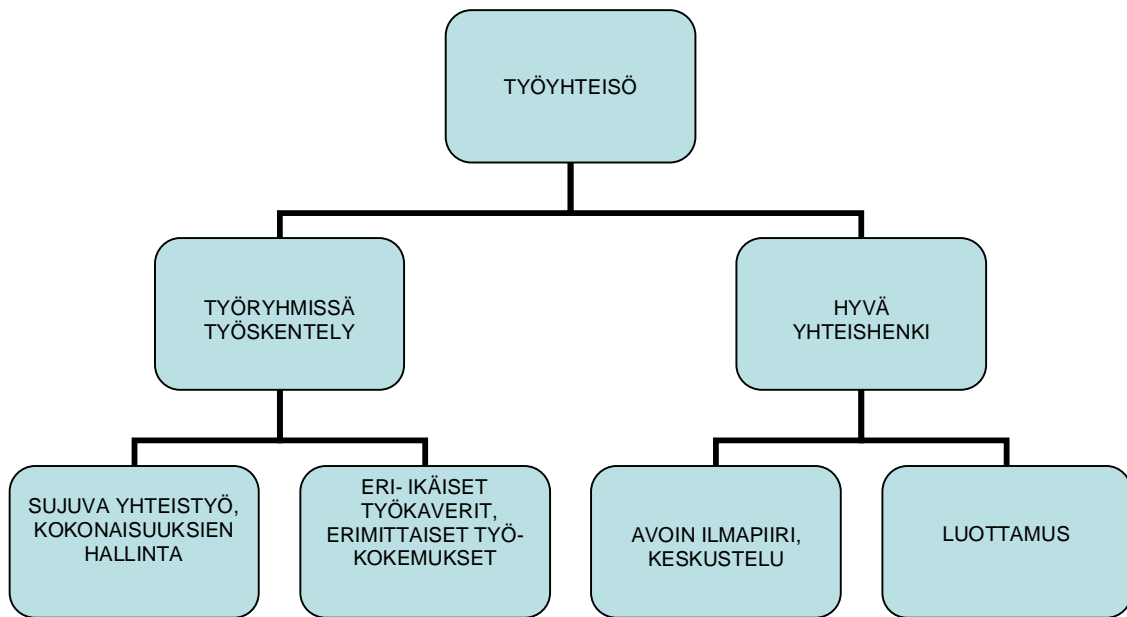 TYÖYHTEISÖ
TYÖRYHMISSÄ
TYÖSKENTELY
HYVÄ
YHTEISHENKI
SUJUVA YHTEISTYÖ,
KOKONAISUUKSIEN
HALLINTA
ERI- IKÄISET
TYÖKAVERIT,
ERIMITTAISET TYÖ-
KOKEMUKSET
AVOIN ILMAPIIRI,
KESKUSTELU
LUOTTAMUS